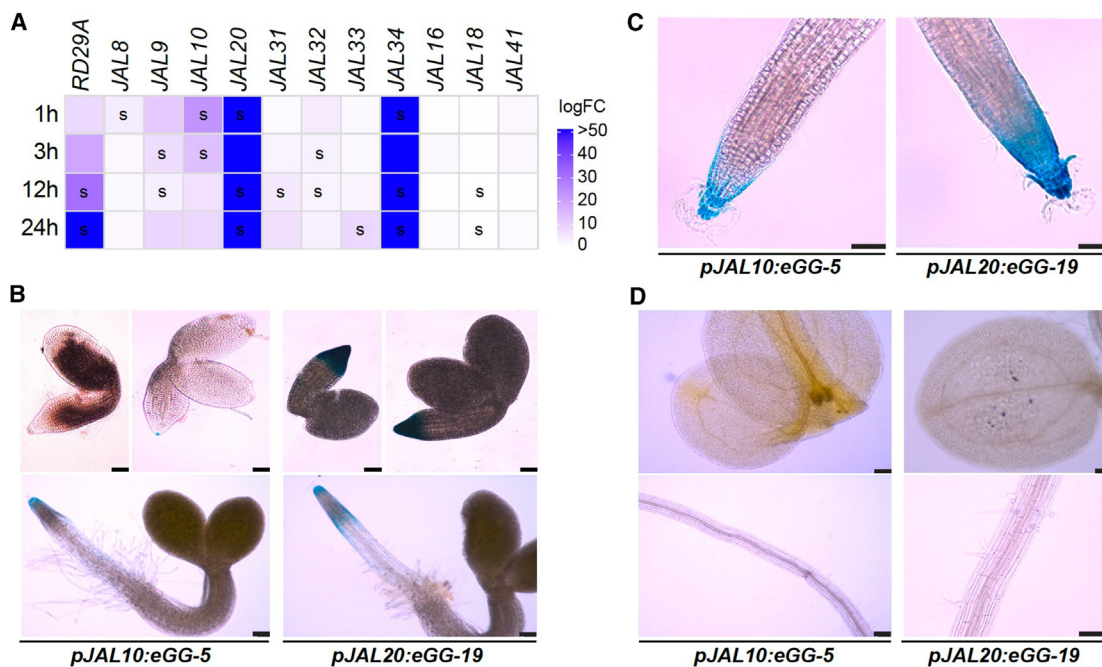 A
RD29A JAL8 JAL9 JAL10 JAL20 JAL31 JAL32 JAL33 JAL34 JAL16 JAL18 JAL41
1h s s s s
3h s s s
12h s s s s s s s
24h s s s s
logFC
>50
40
30
20
10
0
B
pJAL10:eGG-5 pJAL20:eGG-19
C
pJAL10:eGG-5 pJAL20:eGG-19
D
pJAL10:eGG-5 pJAL20:eGG-19